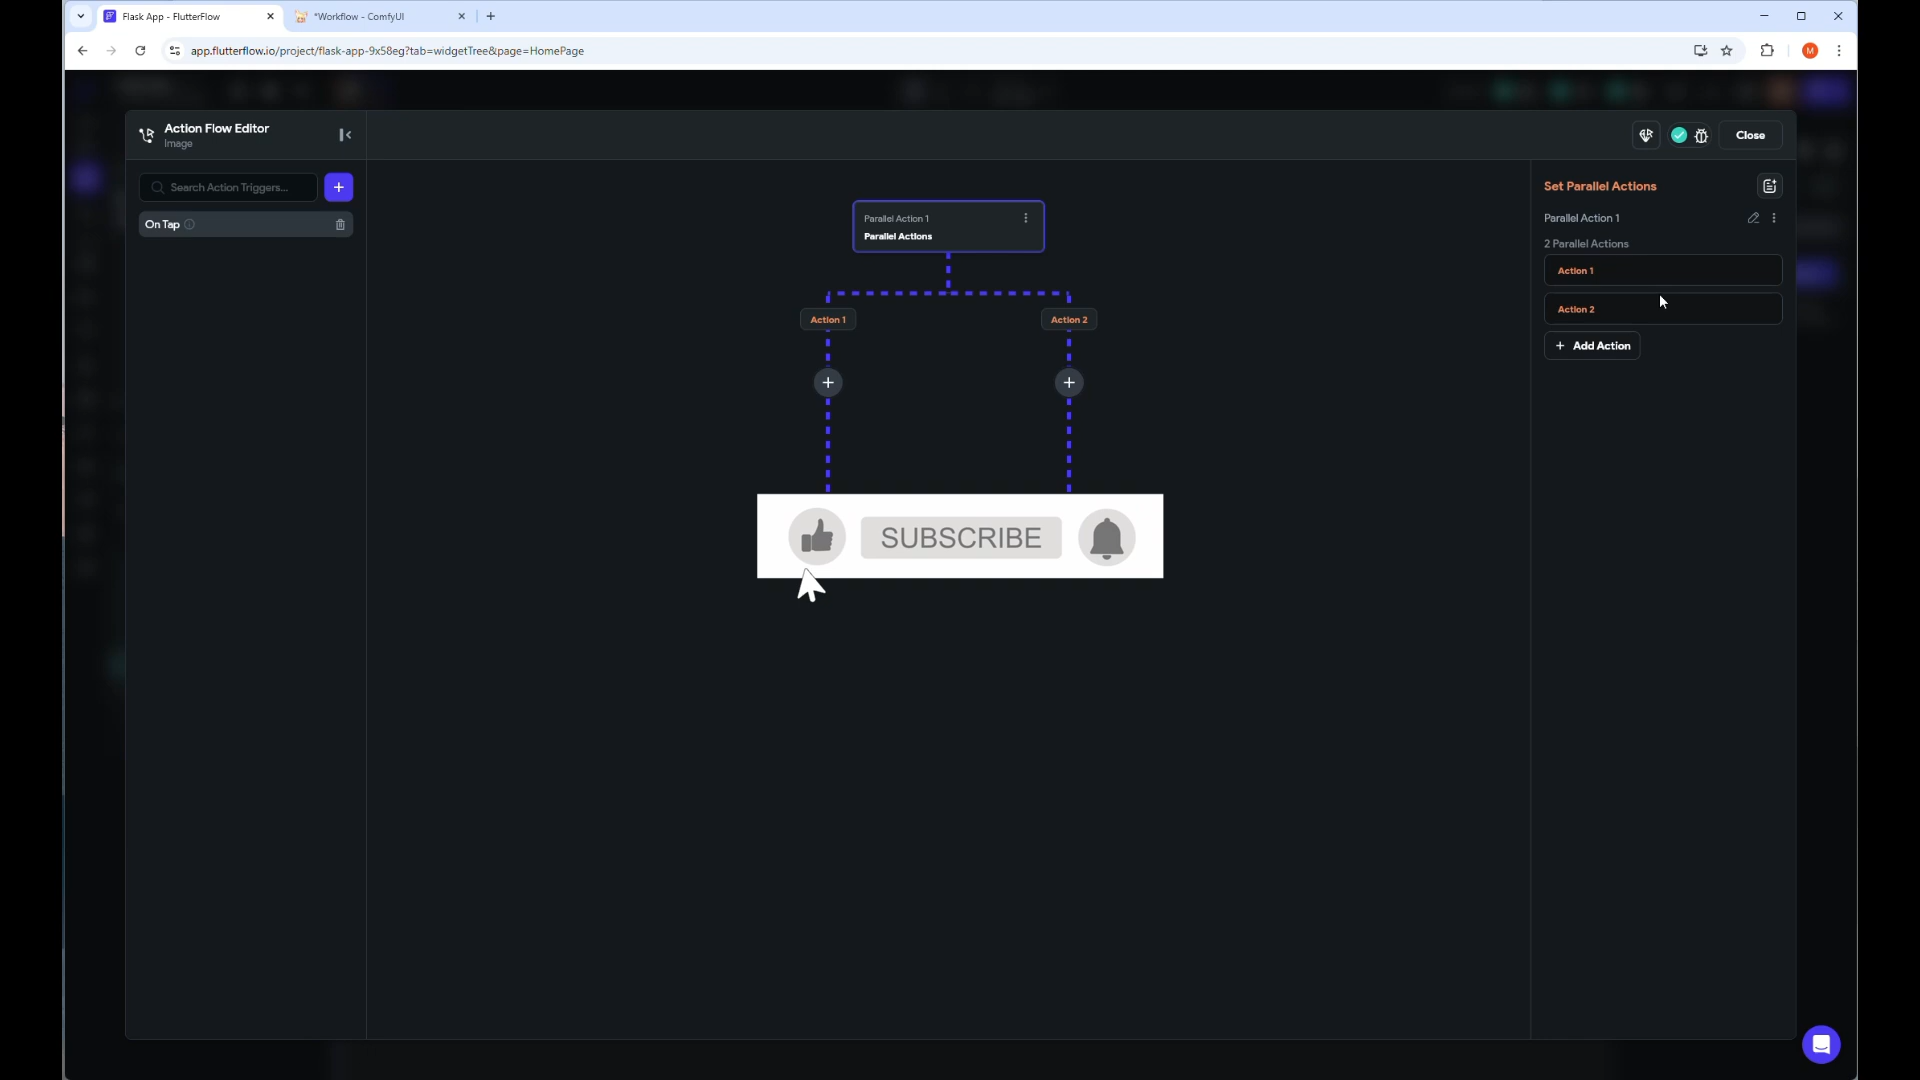 Flask App - FlutterFlow
*Workflow - ComfyUI
app.flutterflow.io/project/flask-app-9x58eg?tab=widgetTree&page=HomePage
M
Action Flow Editor
Image
Close
Search Action Triggers...
On Tap
Parallel Action 1
Parallel Actions
Action 1
Action 2
SUBSCRIBE
Set Parallel Actions
Parallel Action 1
2 Parallel Actions
Action 1
Action 2
Add Action